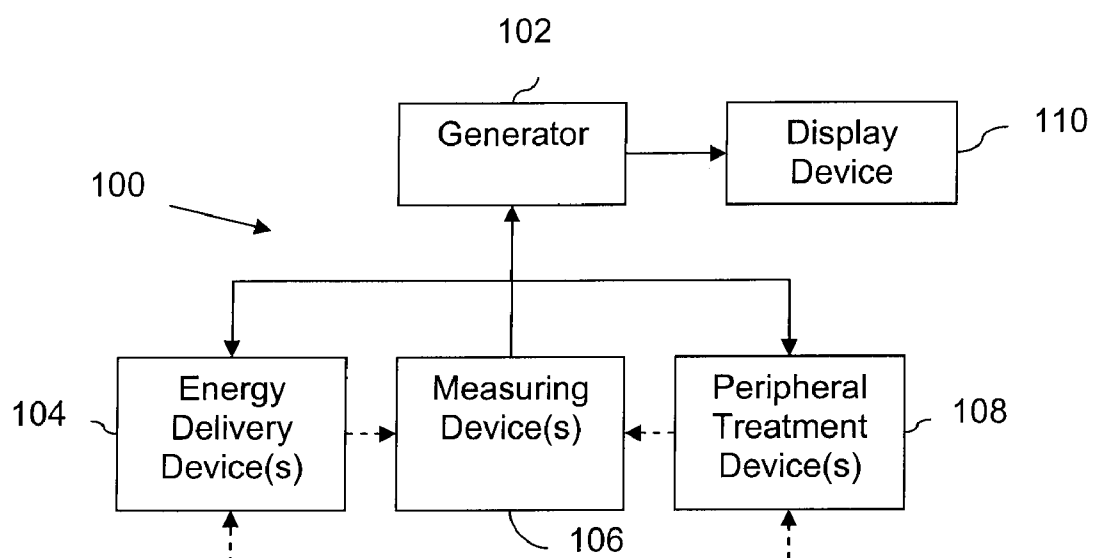 102
Generator
Display
Device
110
100
104
Energy
Delivery
Device(s)
Measuring
Device(s)
106
Peripheral
Treatment
Device(s)
108